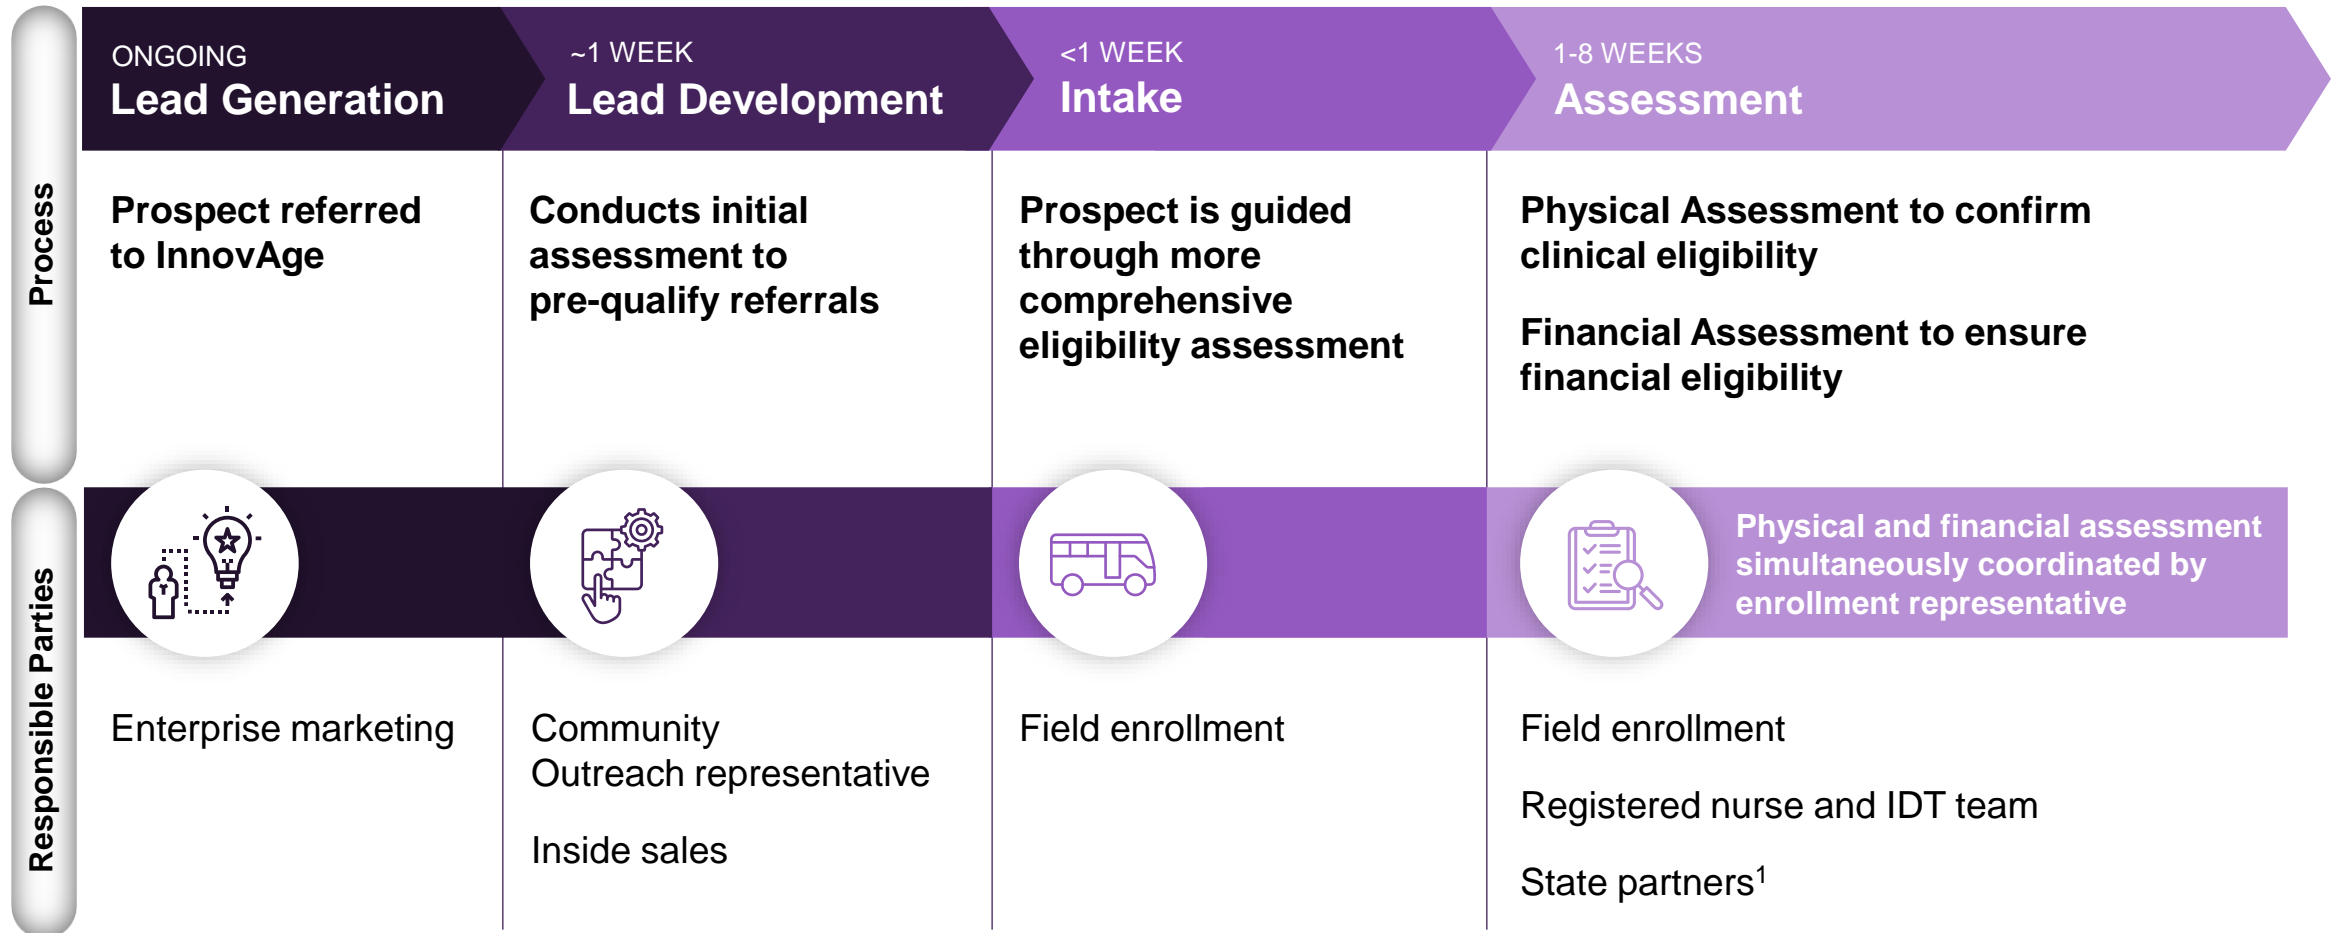 ONGOING
Lead Generation
~1 WEEK
Lead Development
<1 WEEK
Intake
1-8 WEEKS
Assessment
Process
Prospect referred
to InnovAge
Conducts initial
assessment to
pre-qualify referrals
Prospect is guided
through more
comprehensive
eligibility assessment
Physical Assessment to confirm
clinical eligibility
Financial Assessment to ensure
financial eligibility
Physical and financial assessment
simultaneously coordinated by
enrollment representative
Responsible Parties
Enterprise marketing
Community
Outreach representative
Inside sales
Field enrollment
Field enrollment
Registered nurse and IDT team
State partners¹